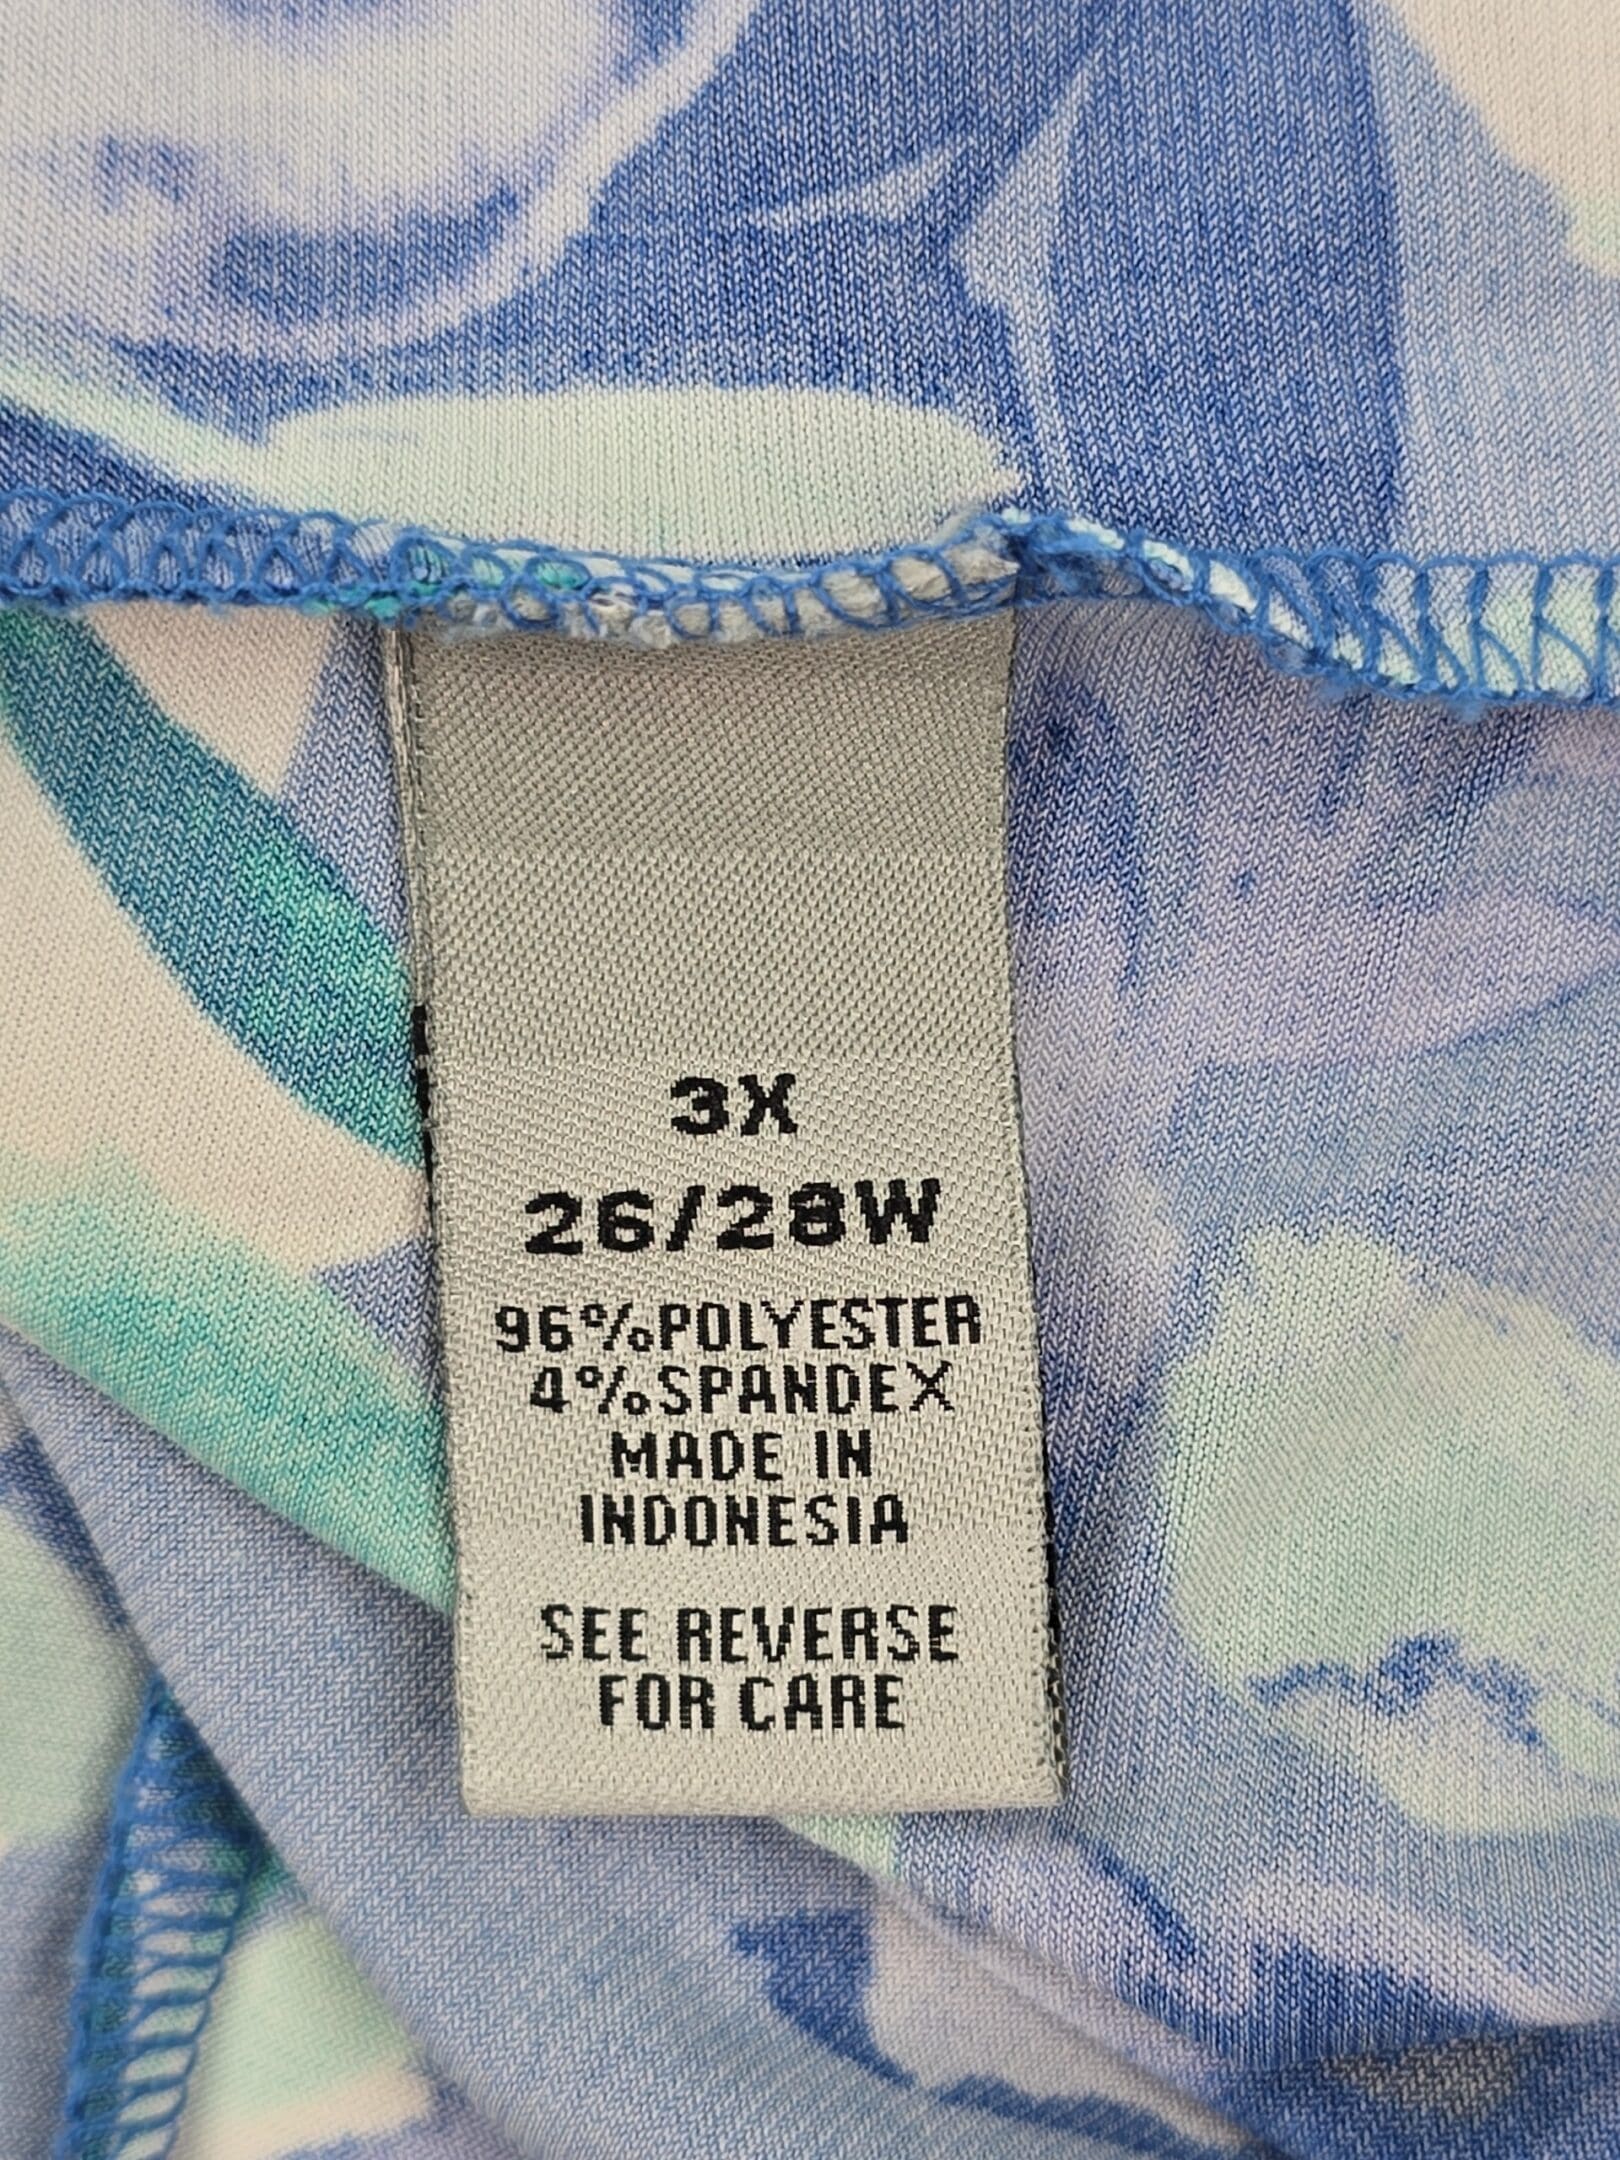 3X
26/28W
96%POLYESTER
4%SPANDEX
MADE IN
INDONESIA
SEE REVERSE
FOR CARE